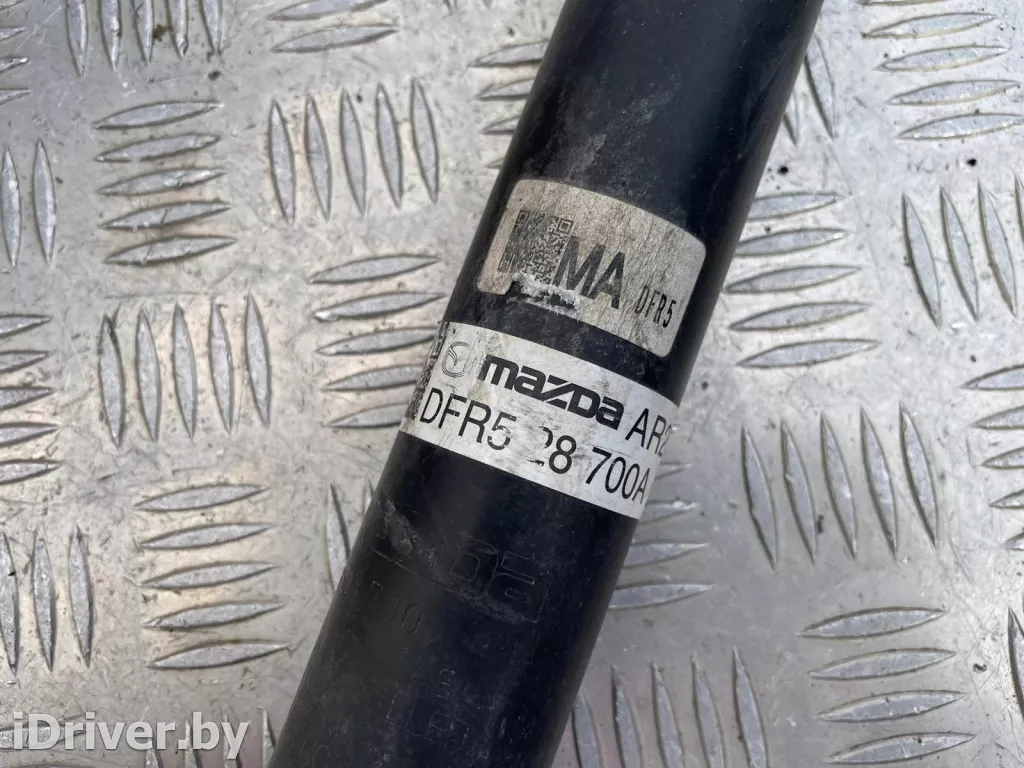 MA DFR5
mazda AR2
DFR5 28 700A
iDriver.by